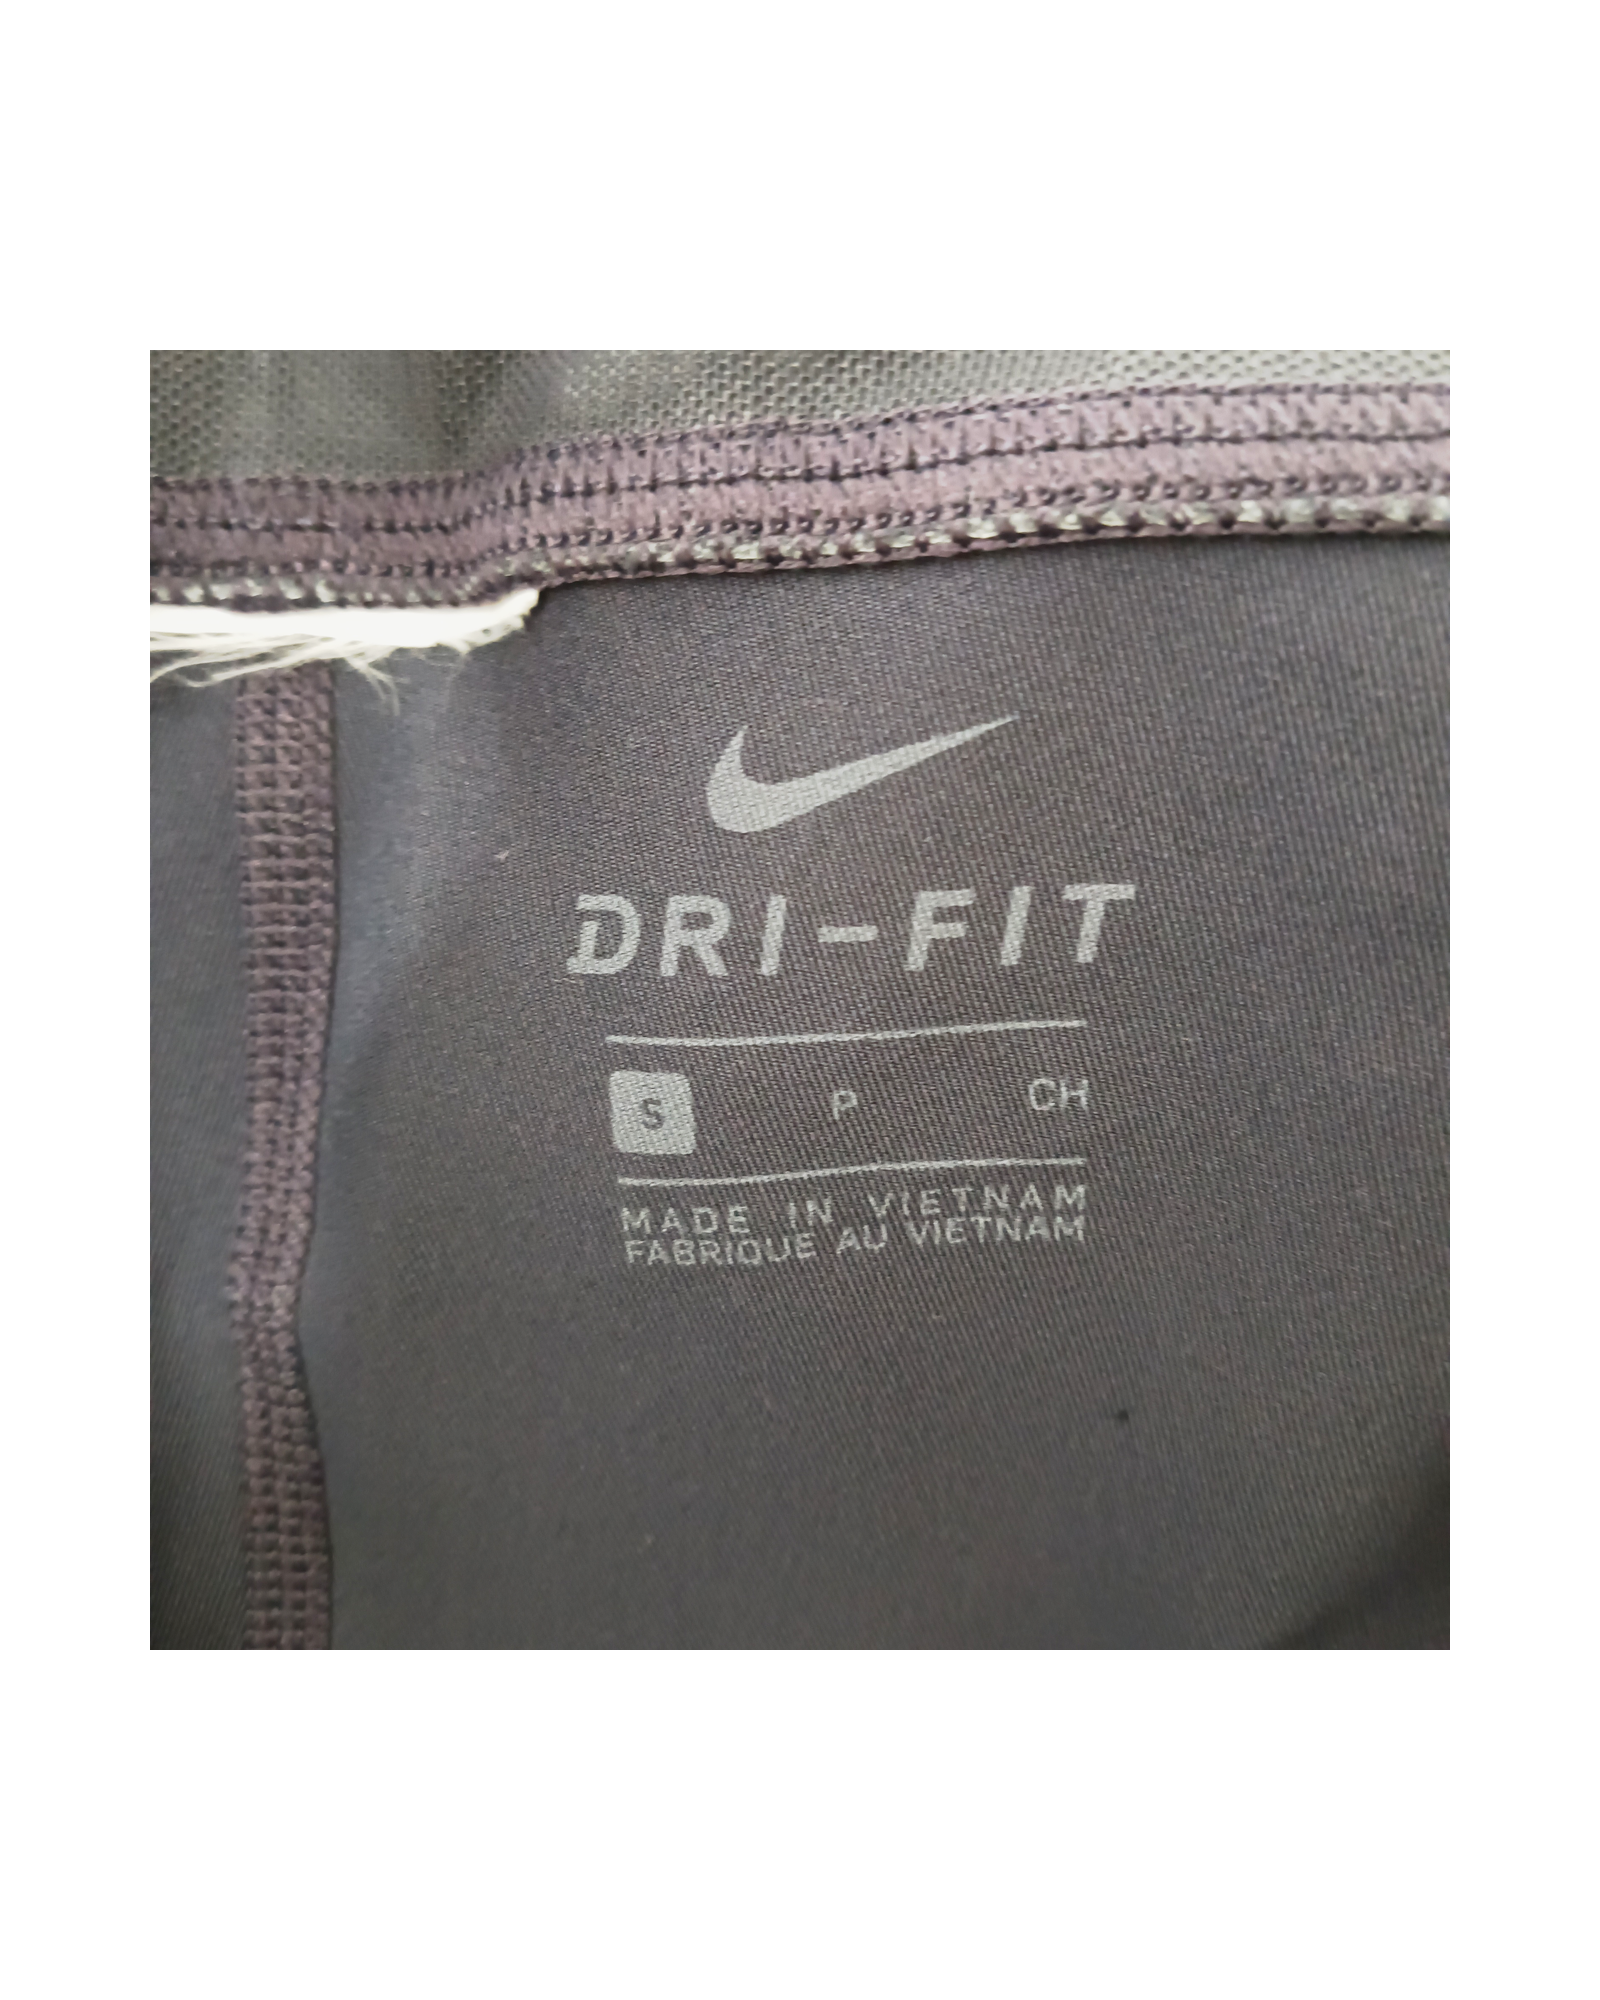 DRI-FIT
S P CH
MADE IN VIETNAM
FABRIQUE AU VIETNAM